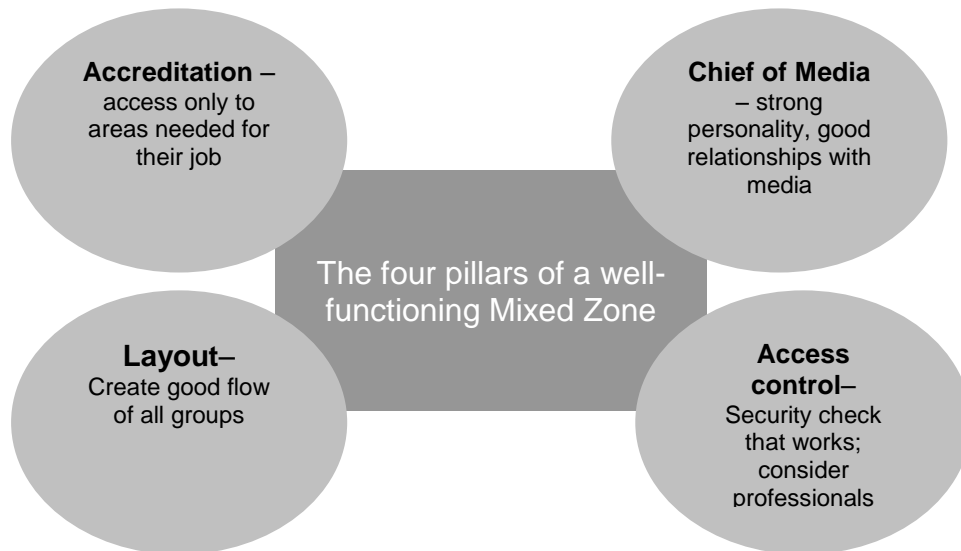 Accreditation –
access only to
areas needed for
their job
Chief of Media
– strong
personality, good
relationships with
media
The four pillars of a well-
functioning Mixed Zone
Layout–
Create good flow
of all groups
Access
control–
Security check
that works;
consider
professionals